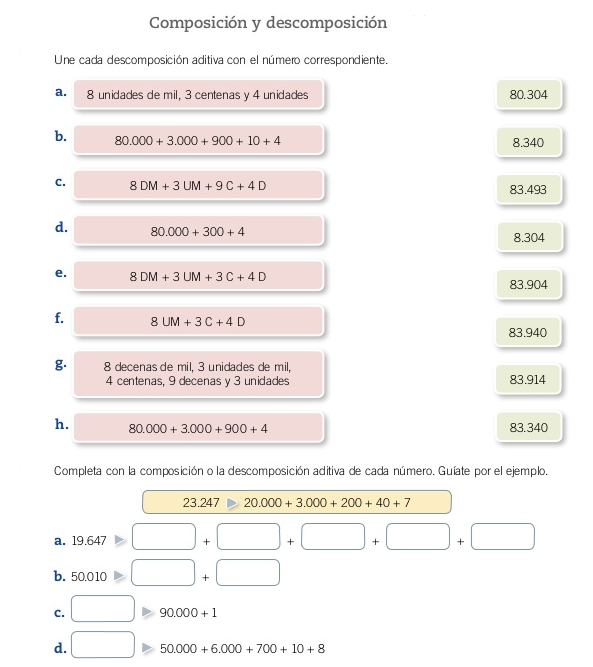 Composición y descomposición
Une cada descomposición aditiva con el número correspondiente.
a. 8 unidades de mil, 3 centenas y 4 unidades 80.304
b. 80.000 + 3.000 + 900 + 10 + 4 8.340
c. 8 DM + 3 UM + 9 C + 4 D 83.493
d. 80.000 + 300 + 4 8.304
e. 8 DM + 3 UM + 3 C + 4 D 83.904
f. 8 UM + 3 C + 4 D 83.940
g. 8 decenas de mil, 3 unidades de mil,
4 centenas, 9 decenas y 3 unidades 83.914
h. 80.000 + 3.000 + 900 + 4 83.340
Completa con la composición o la descomposición aditiva de cada número. Guíate por el ejemplo.
23.247 20.000 + 3.000 + 200 + 40 + 7
a. 19.647 + + + +
b. 50.010 +
c. 90.000 + 1
d. 50.000 + 6.000 + 700 + 10 + 8